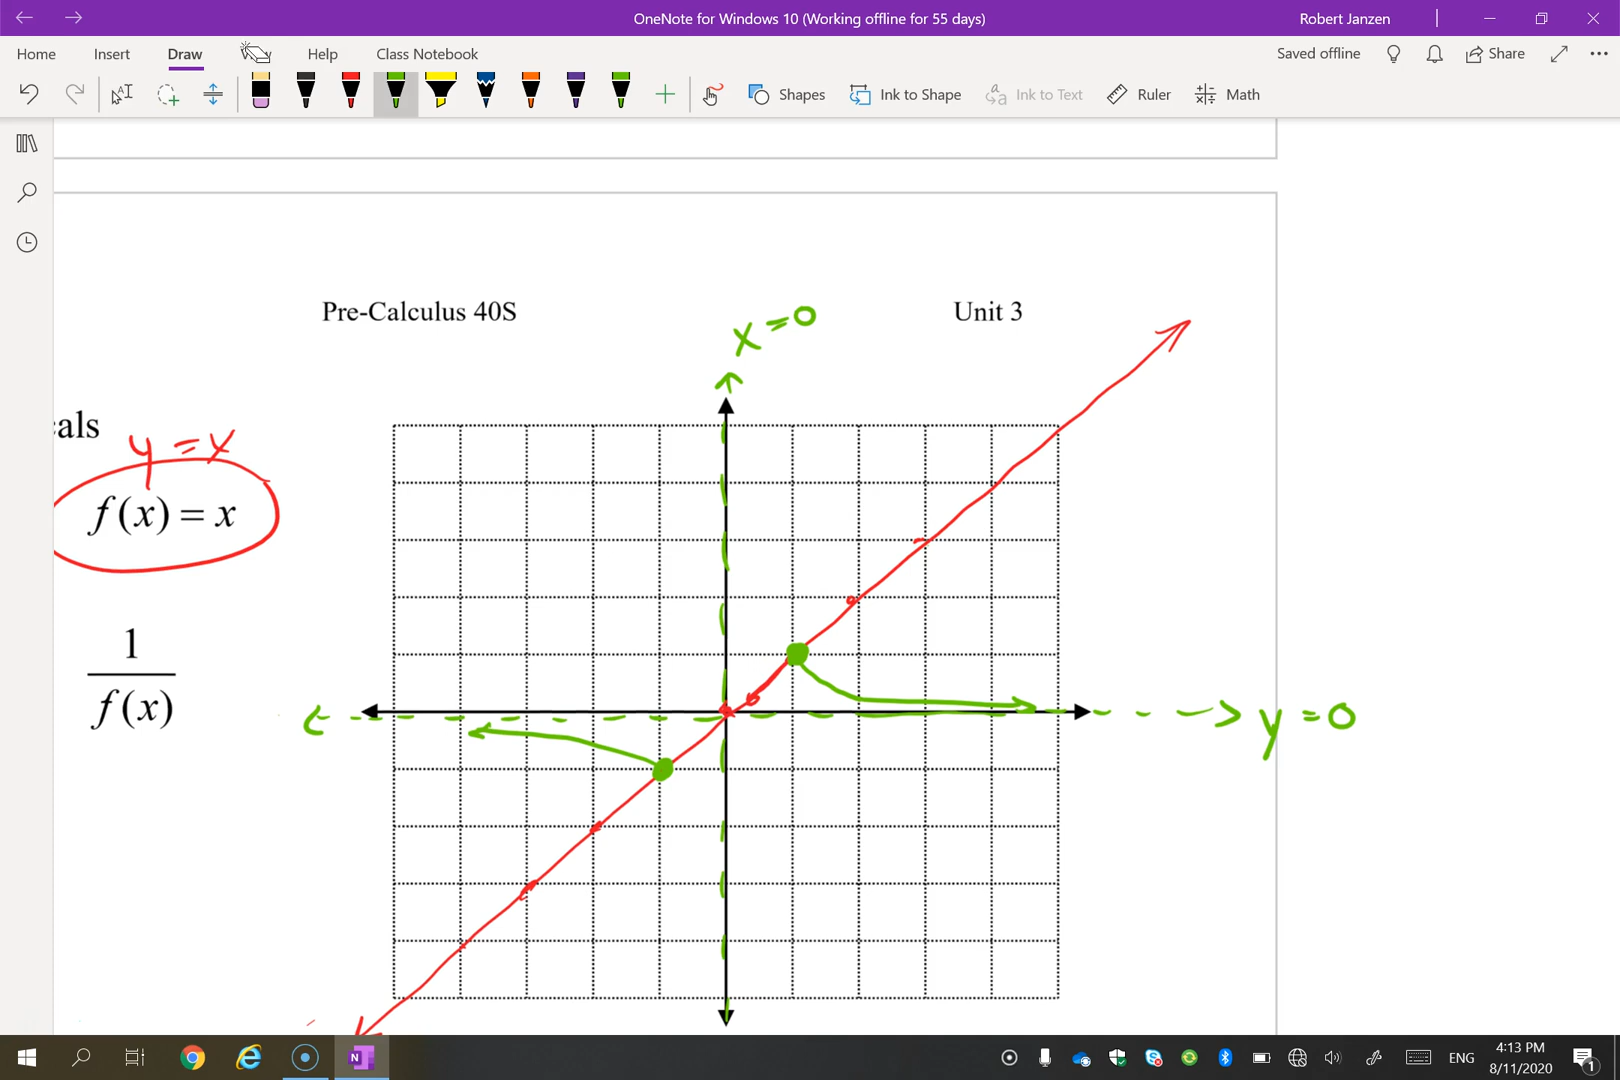 OneNote for Windows 10 (Working offline for 55 days)
Robert Janzen
Home Insert Draw Help Class Notebook
Saved offline Share
Shapes Ink to Shape Ink to Text Ruler Math
Pre-Calculus 40S
Unit 3
x=0
als
y=x
f(x)=x
1
f(x)
y=0
ENG
4:13 PM
8/11/2020
1